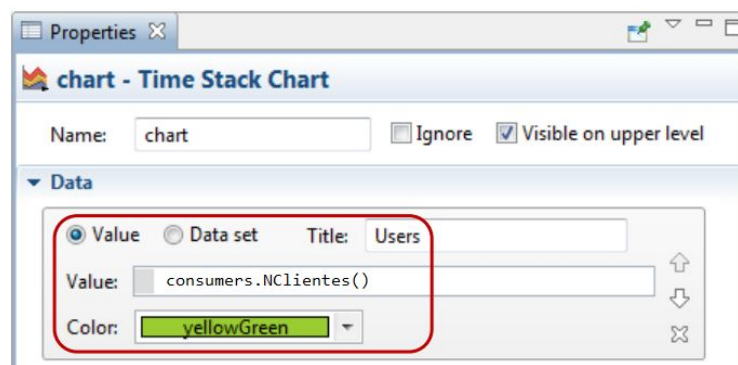 Properties
chart - Time Stack Chart
Name: chart Ignore Visible on upper level
Data
Value Data set Title: Users
Value: consumers.NClientes()
Color: yellowGreen